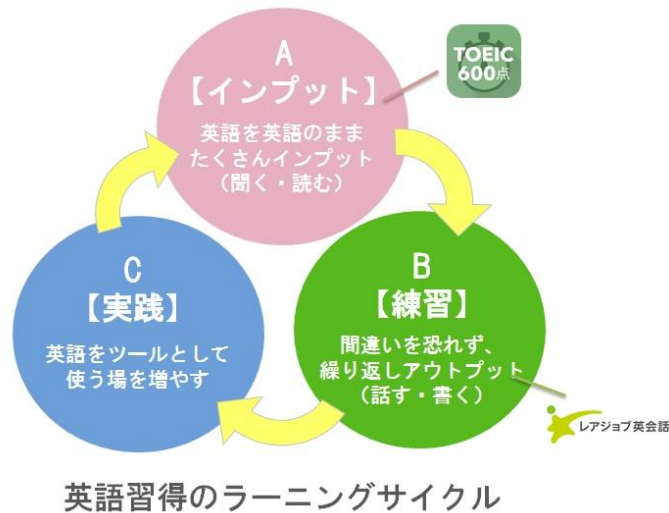 A
【インプット】
英語を英語のまま
たくさんインプット
（聞く・読む）
TOEIC
600点
B
【練習】
間違いを恐れず、
繰り返しアウトプット
（話す・書く）
レアジョブ英会話
C
【実践】
英語をツールとして
使う場を増やす
英語習得のラーニングサイクル